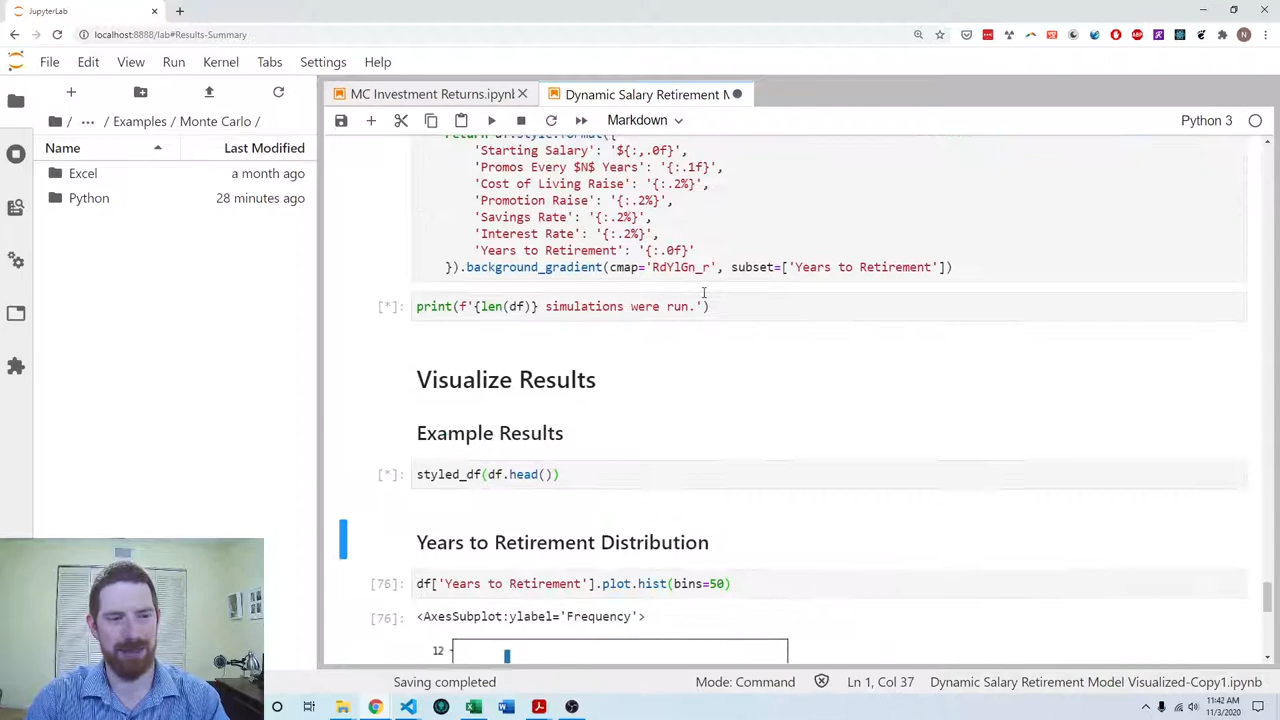 JupyterLab
localhost:8888/lab#Results-Summary
File Edit View Run Kernel Tabs Settings Help
MC Investment Returns.ipynl
Dynamic Salary Retirement M
Markdown
Python 3
/ ... / Examples / Monte Carlo /
Name Last Modified
Excel a month ago
Python 28 minutes ago
return df.style.format({
'Starting Salary': '${:,.0f}',
'Promos Every $N$ Years': '{:.1f}',
'Cost of Living Raise': '{:.2%}',
'Promotion Raise': '{:.2%}',
'Savings Rate': '{:.2%}',
'Interest Rate': '{:.2%}',
'Years to Retirement': '{:.0f}'
}).background_gradient(cmap='RdYlGn_r', subset=['Years to Retirement'])
[*]: print(f'{len(df)} simulations were run.')
Visualize Results
Example Results
[*]: styled_df(df.head())
Years to Retirement Distribution
[76]: df['Years to Retirement'].plot.hist(bins=50)
[76]: <AxesSubplot:ylabel='Frequency'>
12
Saving completed
Mode: Command
Ln 1, Col 37
Dynamic Salary Retirement Model Visualized-Copy1.ipynb
11:42 AM
11/3/2020